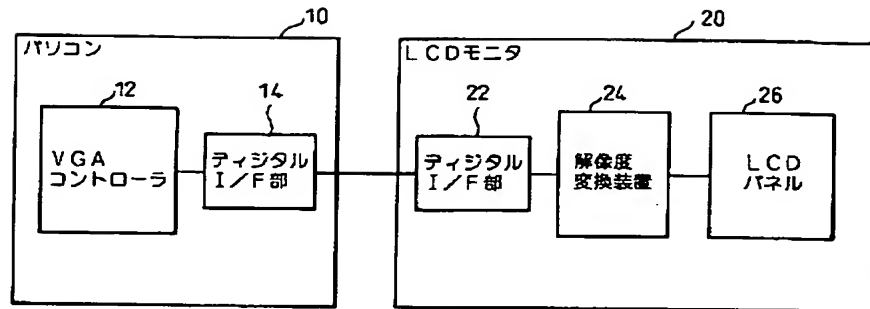 10
パソコン
12
VGA
コントローラ
14
ディジタル
I/F部
20
LCDモニタ
22
ディジタル
I/F部
24
解像度
変換装置
26
LCD
パネル